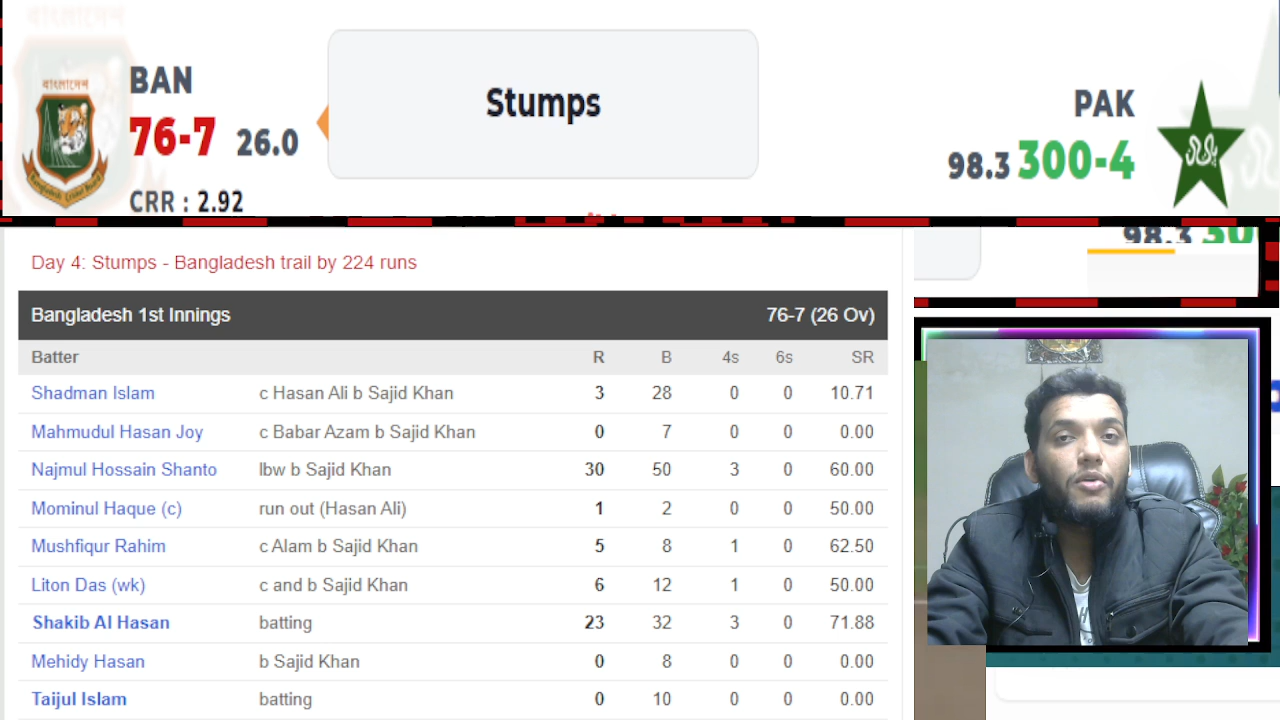 বাংলাদেশ
BAN
76-7 26.0
CRR : 2.92
Stumps
PAK
98.3 300-4
Bangladesh Cricket Board
98.3 300
Day 4: Stumps - Bangladesh trail by 224 runs
Bangladesh 1st Innings 76-7 (26 Ov)
Batter R B 4s 6s SR
Shadman Islam c Hasan Ali b Sajid Khan 3 28 0 0 10.71
Mahmudul Hasan Joy c Babar Azam b Sajid Khan 0 7 0 0 0.00
Najmul Hossain Shanto lbw b Sajid Khan 30 50 3 0 60.00
Mominul Haque (c) run out (Hasan Ali) 1 2 0 0 50.00
Mushfiqur Rahim c Alam b Sajid Khan 5 8 1 0 62.50
Liton Das (wk) c and b Sajid Khan 6 12 1 0 50.00
Shakib Al Hasan batting 23 32 3 0 71.88
Mehidy Hasan b Sajid Khan 0 8 0 0 0.00
Taijul Islam batting 0 10 0 0 0.00